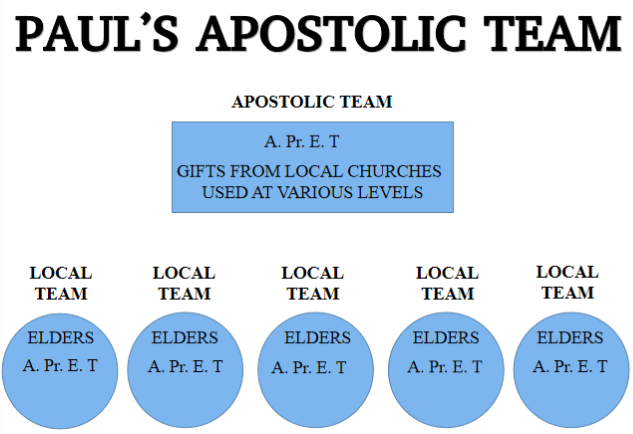 PAUL'S APOSTOLIC TEAM
APOSTOLIC TEAM
A. Pr. E. T
GIFTS FROM LOCAL CHURCHES
USED AT VARIOUS LEVELS
LOCAL
TEAM
ELDERS
A. Pr. E. T
LOCAL
TEAM
ELDERS
A. Pr. E. T
LOCAL
TEAM
ELDERS
A. Pr. E. T
LOCAL
TEAM
ELDERS
A. Pr. E. T
LOCAL
TEAM
ELDERS
A. Pr. E. T